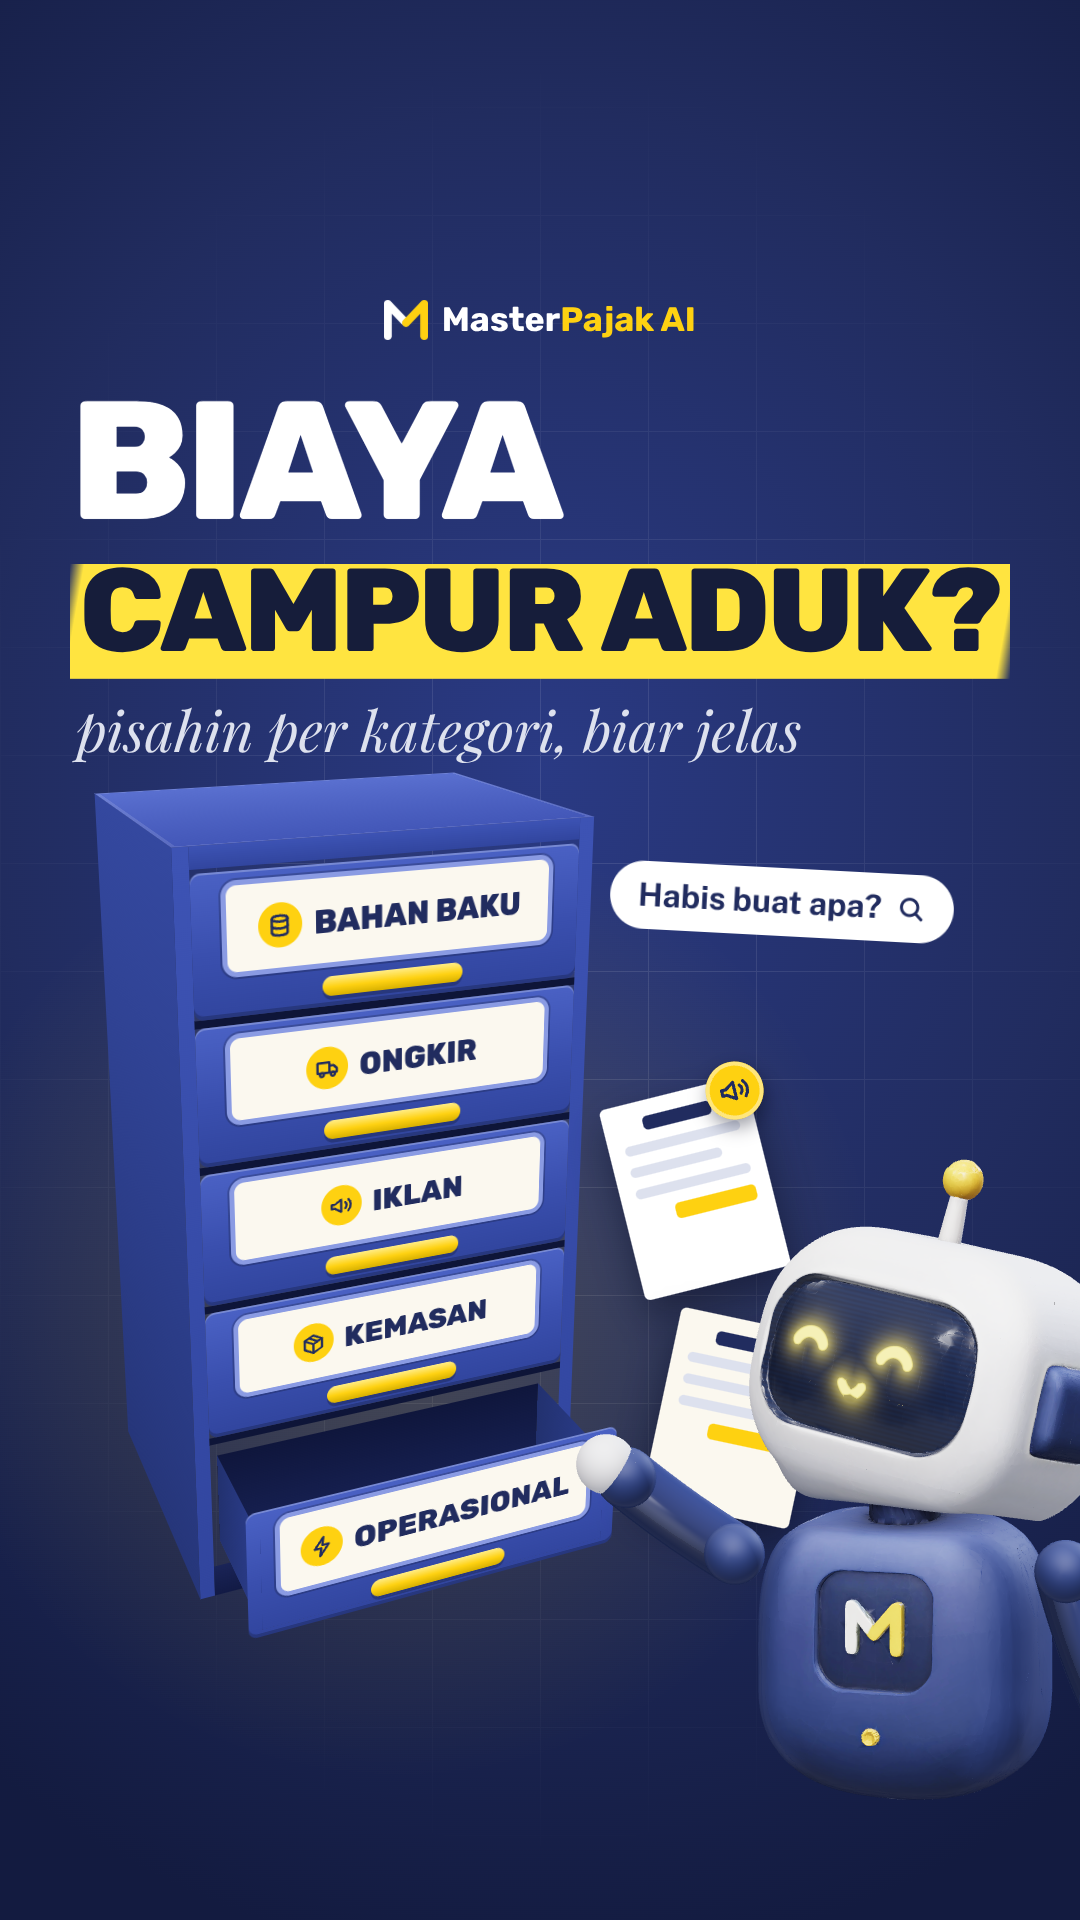 MasterPajak AI
BIAYA
CAMPUR ADUK?
pisahin per kategori, biar jelas
BAHAN BAKU
Habis buat apa?
ONGKIR
IKLAN
KEMASAN
OPERASIONAL
M